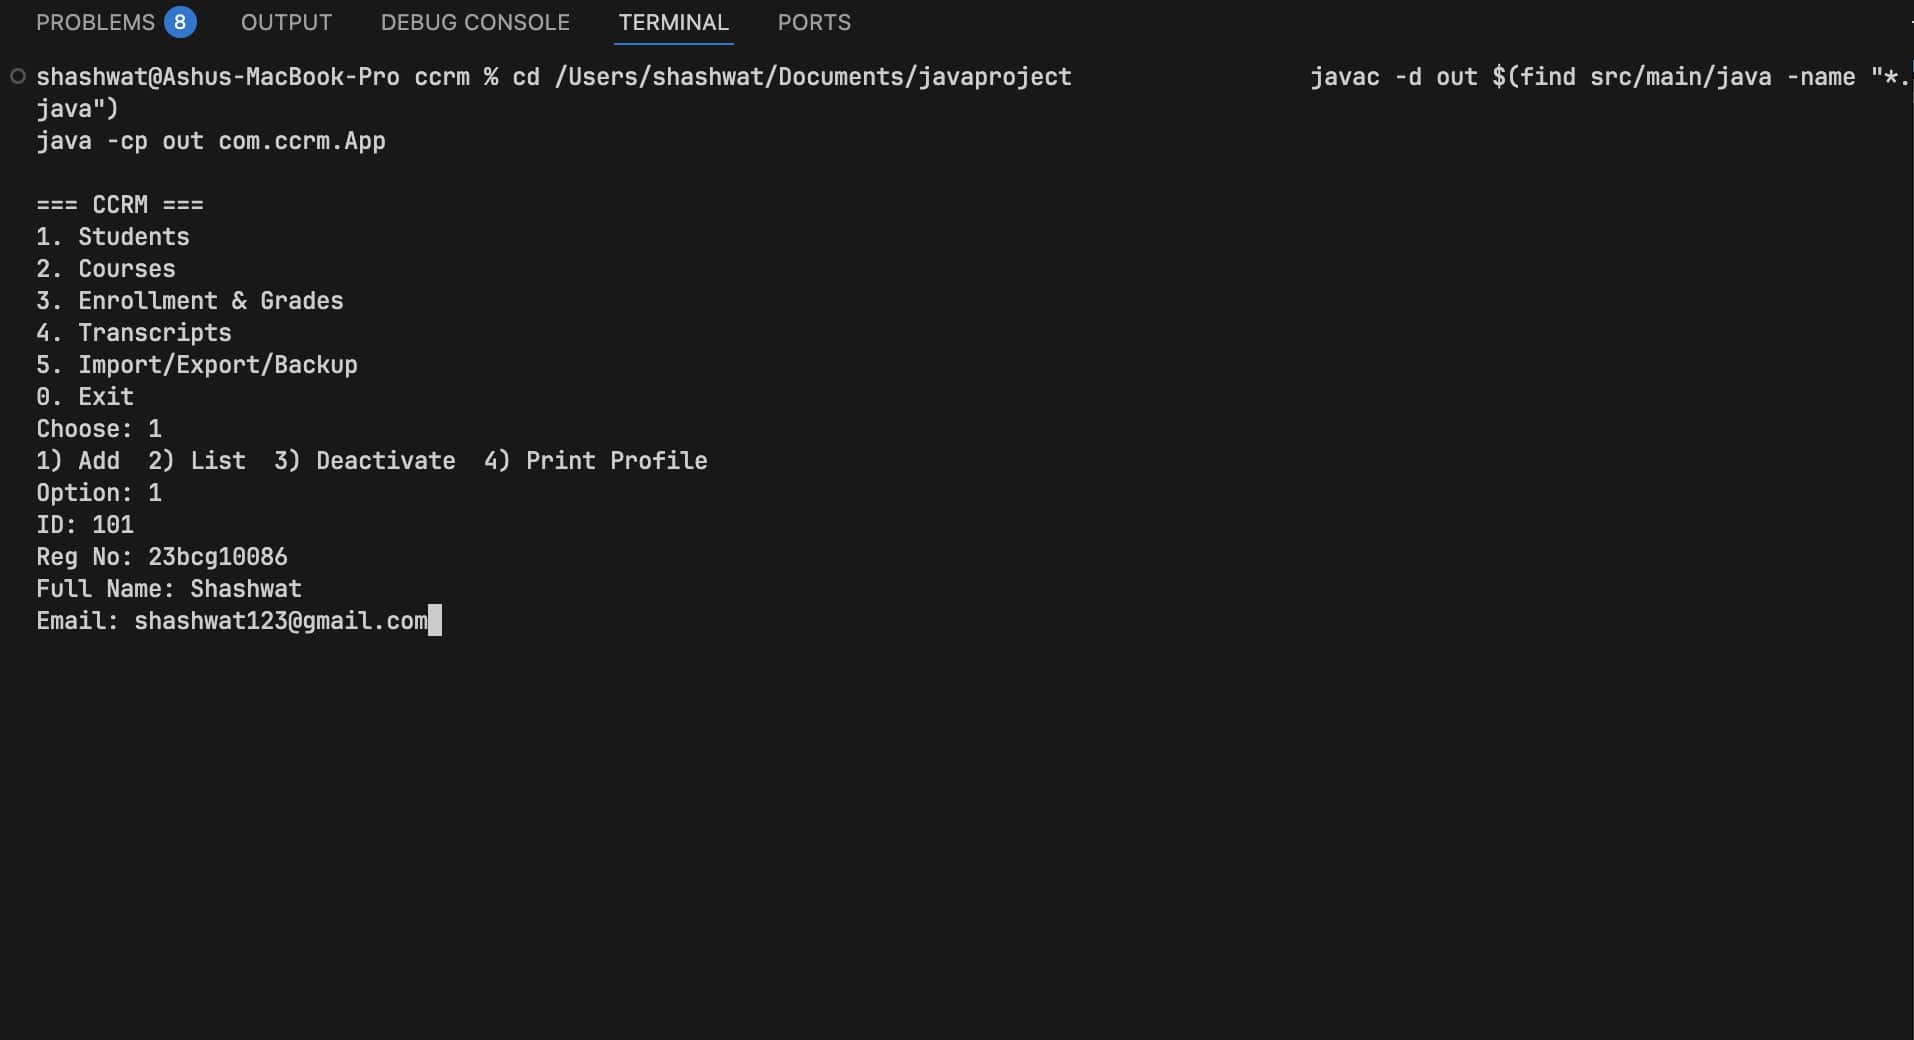 PROBLEMS 8 OUTPUT DEBUG CONSOLE TERMINAL PORTS
shashwat@Ashus-MacBook-Pro ccrm % cd /Users/shashwat/Documents/javaproject                 javac -d out $(find src/main/java -name "*.
java")
java -cp out com.ccrm.App
=== CCRM ===
1. Students
2. Courses
3. Enrollment & Grades
4. Transcripts
5. Import/Export/Backup
0. Exit
Choose: 1
1) Add  2) List  3) Deactivate  4) Print Profile
Option: 1
ID: 101
Reg No: 23bcg10086
Full Name: Shashwat
Email: shashwat123@gmail.com